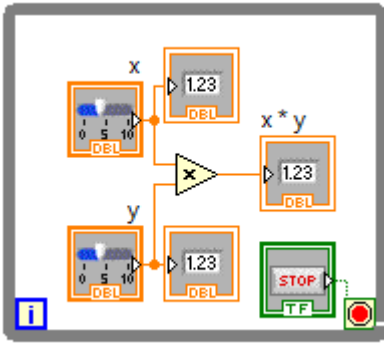 x
1.23
DBL
0 5 10
DBL
x * y
x
1.23
DBL
y
1.23
DBL
0 5 10
DBL
STOP
TF
i